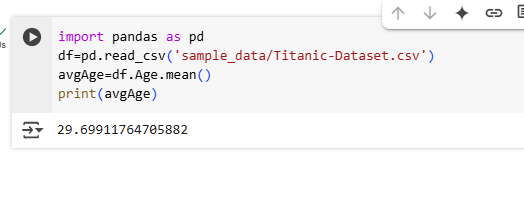 import pandas as pd
df=pd.read_csv('sample_data/Titanic-Dataset.csv')
avgAge=df.Age.mean()
print(avgAge)
29.69911764705882